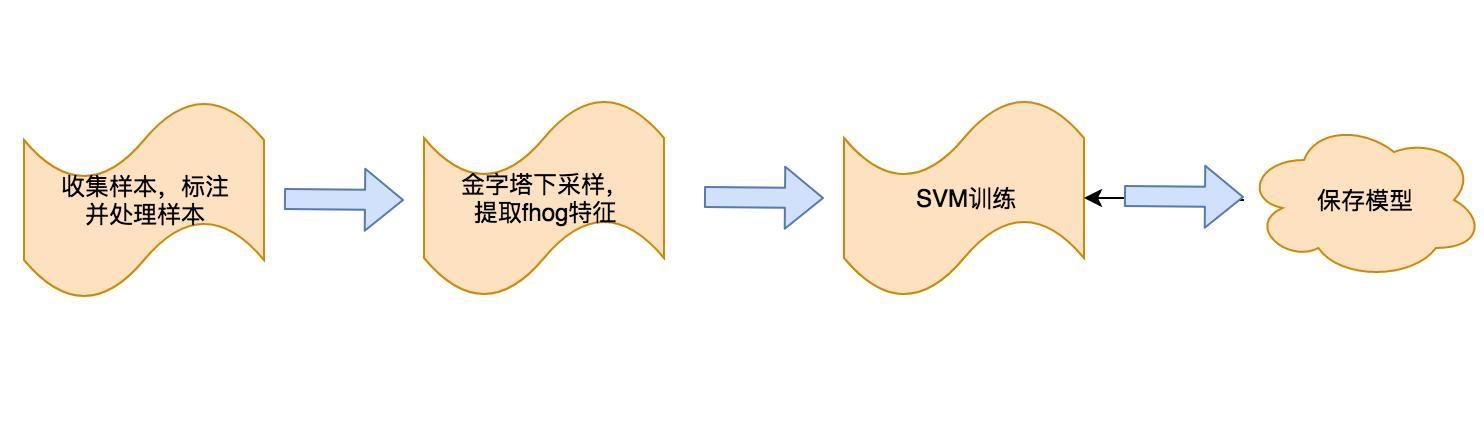 收集样本，标注
并处理样本
金字塔下采样，
提取fhog特征
SVM训练
保存模型